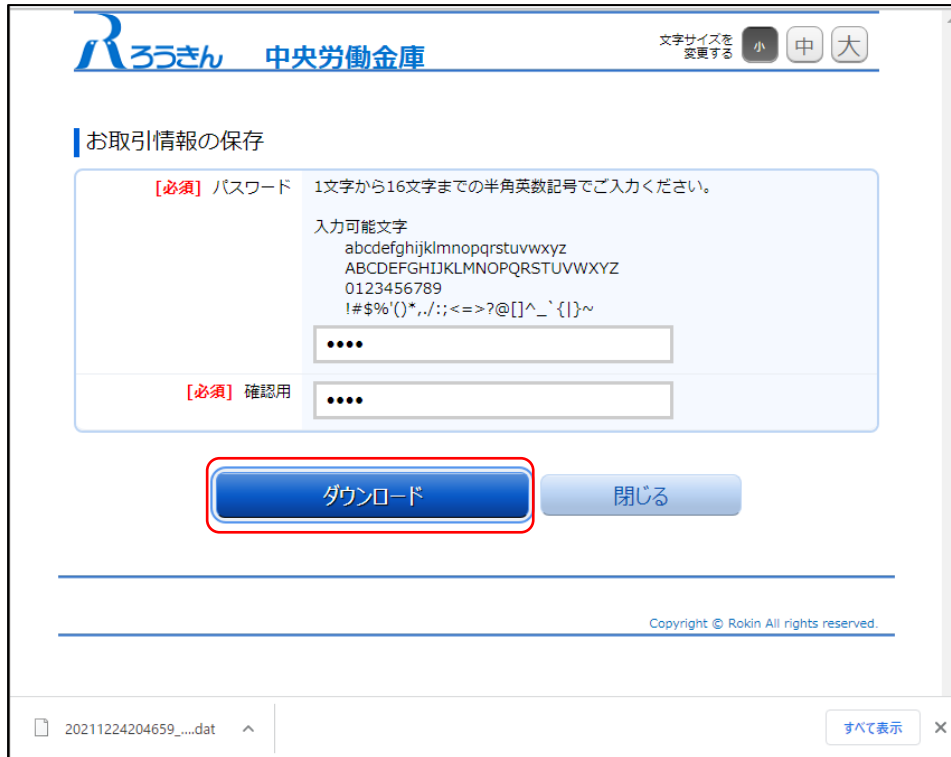 ろうきん 中央労働金庫
文字サイズを
変更する
小 中 大
お取引情報の保存
[必須] パスワード
1文字から16文字までの半角英数記号でご入力ください。
入力可能文字
abcdefghijklmnopqrstuvwxyz
ABCDEFGHIJKLMNOPQRSTUVWXYZ
0123456789
!#$%'()*,./:;<=>?@[]^_`{|}~
••••
[必須] 確認用
••••
ダウンロード 閉じる
Copyright © Rokin All rights reserved.
20211224204659_....dat すべて表示